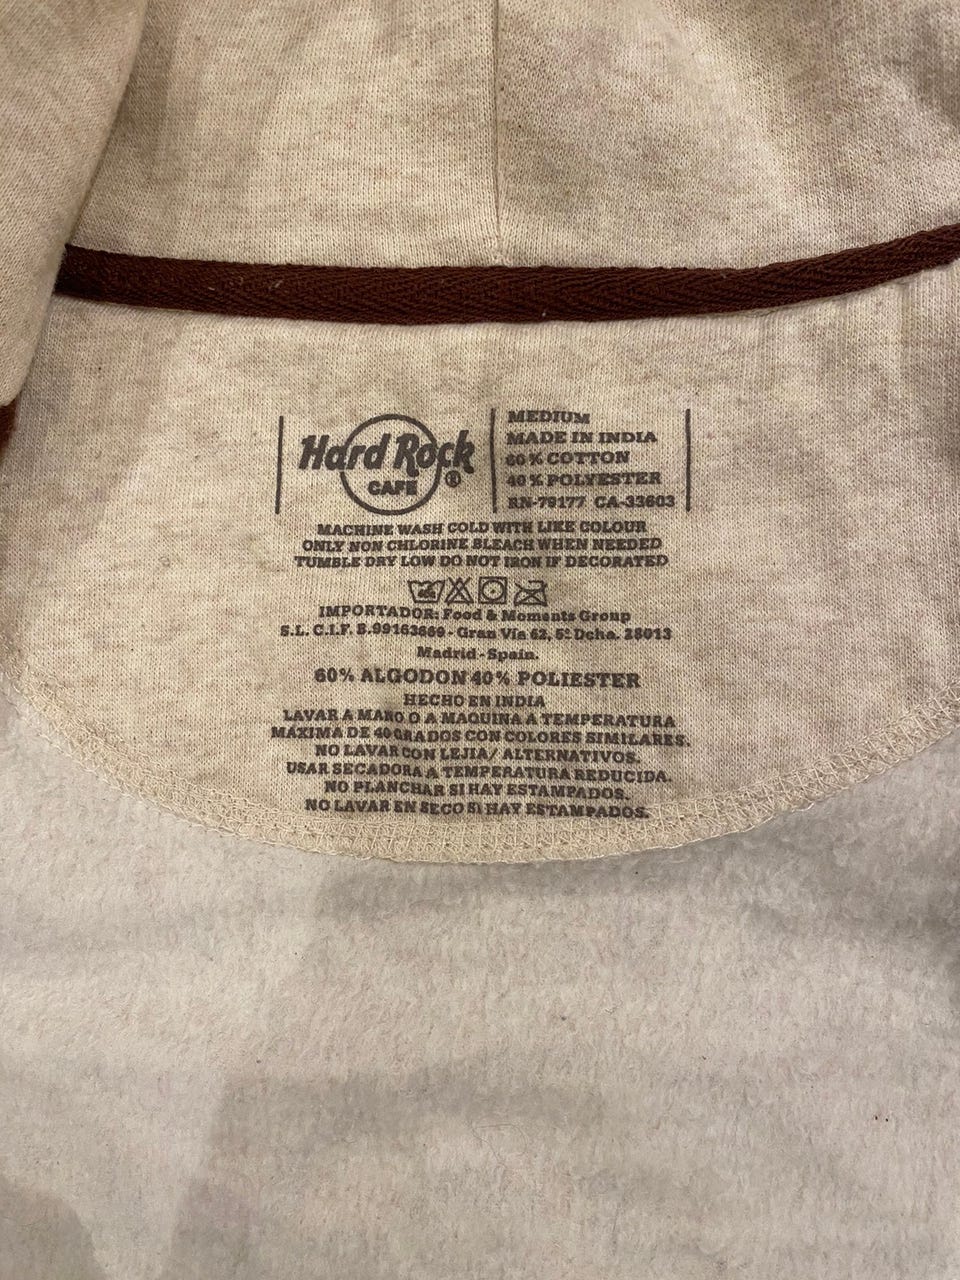 Hard Rock
CAFE
®
MEDIUM
MADE IN INDIA
60% COTTON
40% POLYESTER
RN-79177 CA-33603
MACHINE WASH COLD WITH LIKE COLOUR
ONLY NON CHLORINE BLEACH WHEN NEEDED
TUMBLE DRY LOW DO NOT IRON IF DECORATED
IMPORTADOR: Food & Moments Group
S.L. C.I.F. B.99163669 - Gran Vía 62, 5º Dcha. 28013
Madrid - Spain.
60% ALGODON 40% POLIESTER
HECHO EN INDIA
LAVAR A MANO O A MAQUINA A TEMPERATURA
MAXIMA DE 40 GRADOS CON COLORES SIMILARES.
NO LAVAR CON LEJIA/ ALTERNATIVOS.
USAR SECADORA A TEMPERATURA REDUCIDA.
NO PLANCHAR SI HAY ESTAMPADOS.
NO LAVAR EN SECO SI HAY ESTAMPADOS.